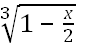 ∛(1 − x/2)